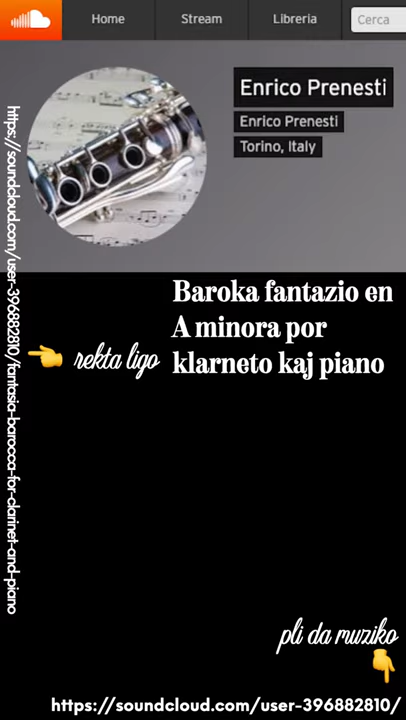 Home Stream Libreria Cerca
Enrico Prenesti
Enrico Prenesti
Torino, Italy
https://soundcloud.com/user-396882810/fantasia-barocca-for-clarinet-and-piano
Baroka fantazio en
A minora por
klarneto kaj piano
👈 rekta ligo
pli da muziko
👇
https://soundcloud.com/user-396882810/